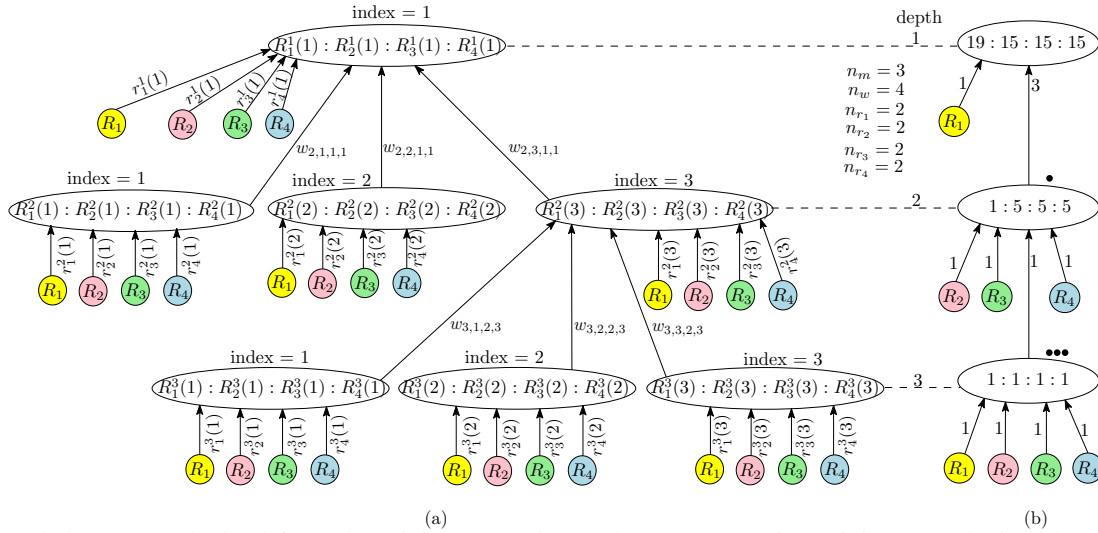 index = 1
depth
R_1^1(1) : R_2^1(1) : R_3^1(1) : R_4^1(1)
1
19 : 15 : 15 : 15
r_1^1(1)
r_2^1(1)
r_3^1(1)
r_4^1(1)
n_m = 3
n_w = 4
n_{r_1} = 2
n_{r_2} = 2
n_{r_3} = 2
n_{r_4} = 2
1
3
R_1
R_2
R_3
R_4
R_1
w_{2,1,1,1}
w_{2,2,1,1}
w_{2,3,1,1}
index = 1
index = 2
index = 3
R_1^2(1) : R_2^2(1) : R_3^2(1) : R_4^2(1)
R_1^2(2) : R_2^2(2) : R_3^2(2) : R_4^2(2)
R_1^2(3) : R_2^2(3) : R_3^2(3) : R_4^2(3)
2
1 : 5 : 5 : 5
r_1^2(1)
r_2^2(1)
r_3^2(1)
r_4^2(1)
r_1^2(2)
r_2^2(2)
r_3^2(2)
r_4^2(2)
r_1^2(3)
r_2^2(3)
r_3^2(3)
r_4^2(3)
1
1
1
1
R_1
R_2
R_3
R_4
R_1
R_2
R_3
R_4
R_1
R_2
R_3
R_4
R_2
R_3
R_4
w_{3,1,2,3}
w_{3,2,2,3}
w_{3,3,2,3}
index = 1
index = 2
index = 3
R_1^3(1) : R_2^3(1) : R_3^3(1) : R_4^3(1)
R_1^3(2) : R_2^3(2) : R_3^3(2) : R_4^3(2)
R_1^3(3) : R_2^3(3) : R_3^3(3) : R_4^3(3)
3
1 : 1 : 1 : 1
r_1^3(1)
r_2^3(1)
r_3^3(1)
r_4^3(1)
r_1^3(2)
r_2^3(2)
r_3^3(2)
r_4^3(2)
r_1^3(3)
r_2^3(3)
r_3^3(3)
r_4^3(3)
1
1
1
1
R_1
R_2
R_3
R_4
R_1
R_2
R_3
R_4
R_1
R_2
R_3
R_4
R_1
R_2
R_3
R_4
(a)
(b)